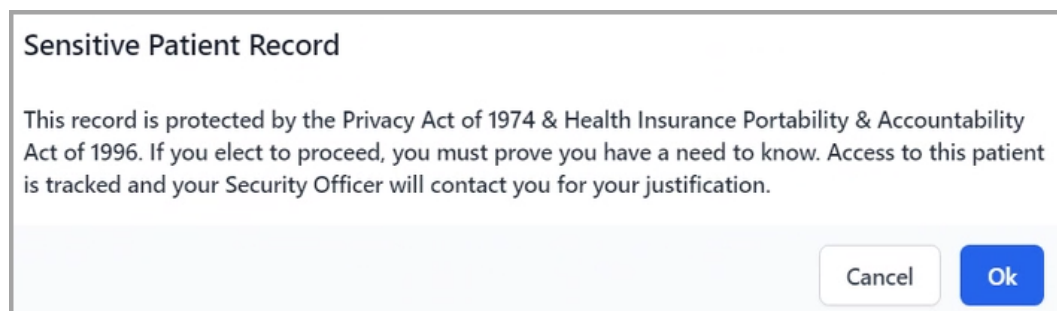 Sensitive Patient Record
This record is protected by the Privacy Act of 1974 & Health Insurance Portability & Accountability
Act of 1996. If you elect to proceed, you must prove you have a need to know. Access to this patient
is tracked and your Security Officer will contact you for your justification.
Cancel Ok